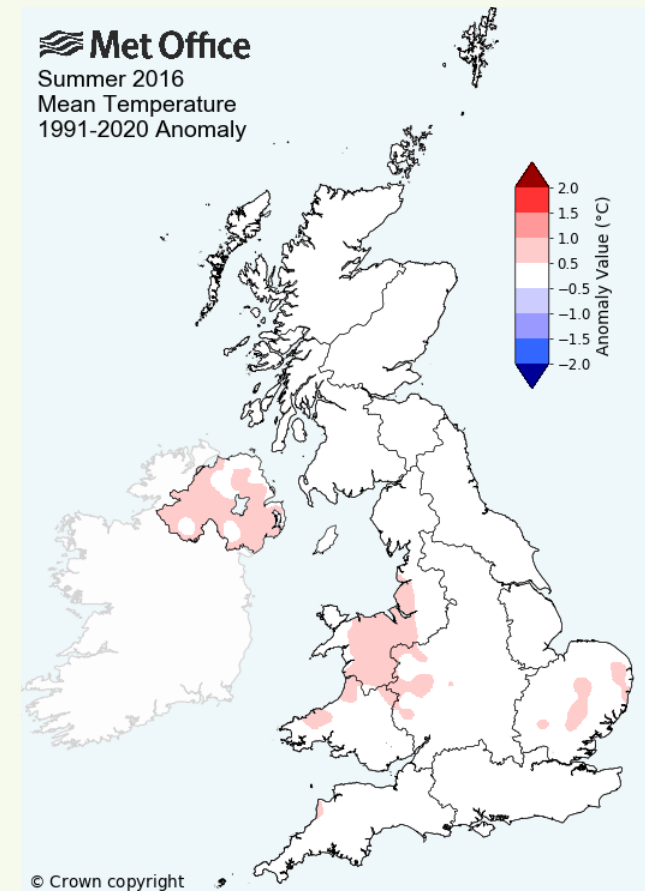 Met Office
Summer 2016
Mean Temperature
1991-2020 Anomaly
2.0
1.5
1.0
0.5
−0.5
−1.0
−1.5
−2.0
Anomaly Value (°C)
© Crown copyright